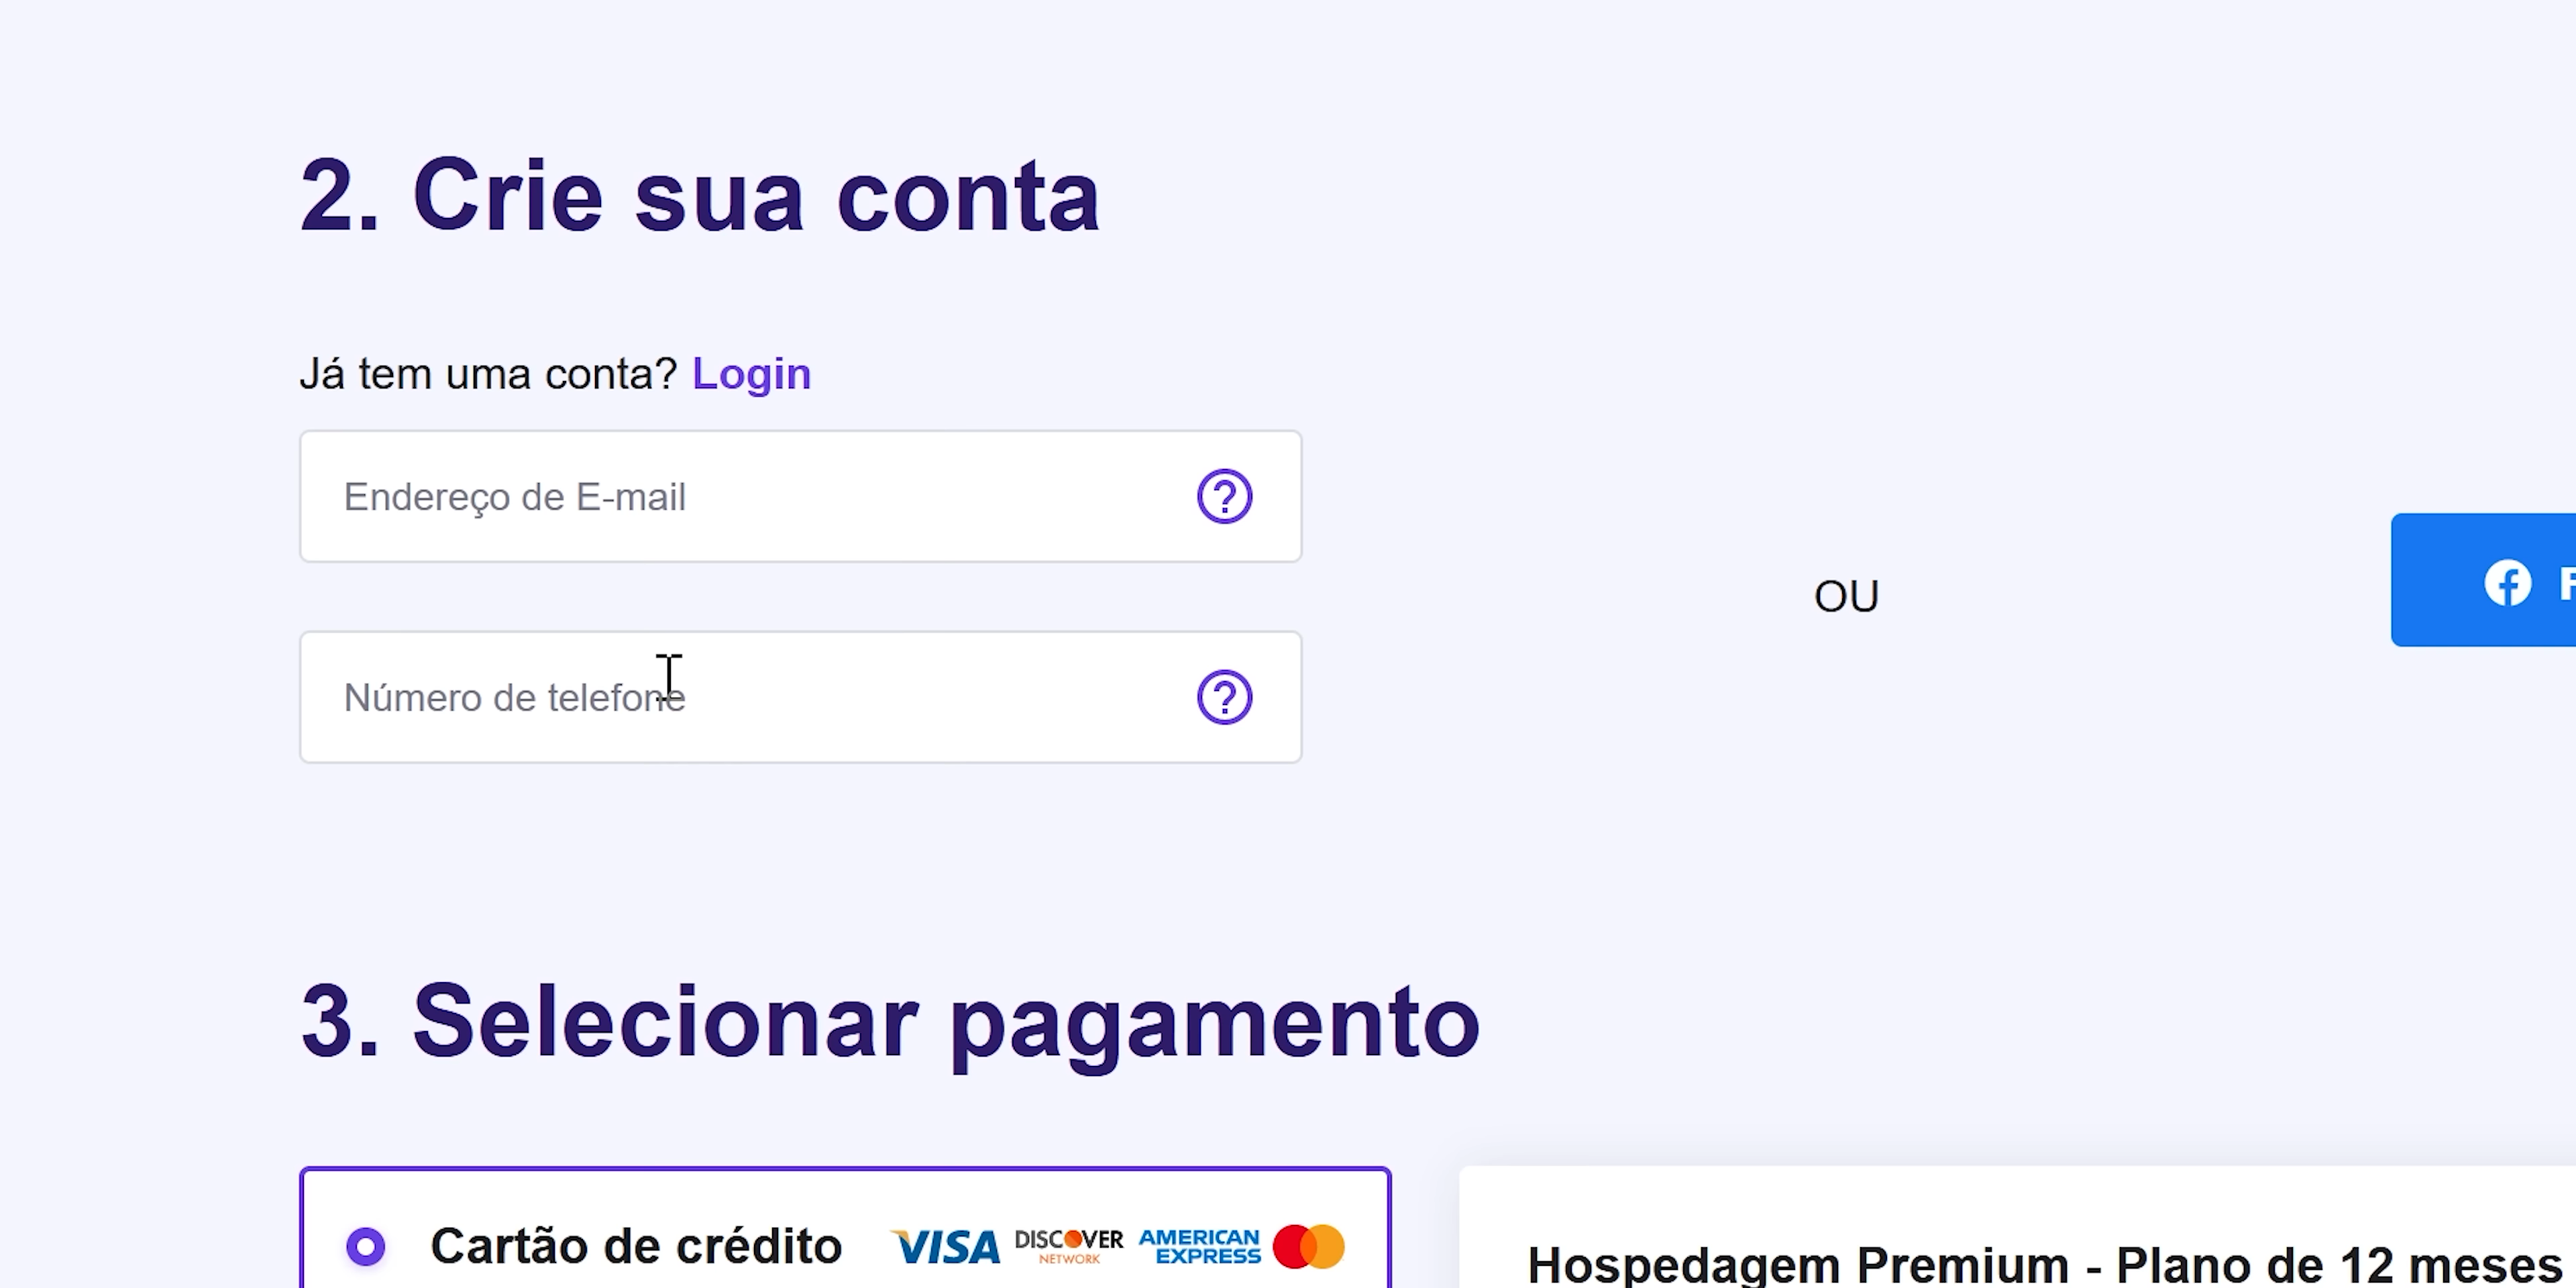 2. Crie sua conta
Já tem uma conta? Login
Endereço de E-mail
OU
Número de telefone
3. Selecionar pagamento
Cartão de crédito VISA DISCOVER NETWORK AMERICAN EXPRESS
Hospedagem Premium - Plano de 12 meses